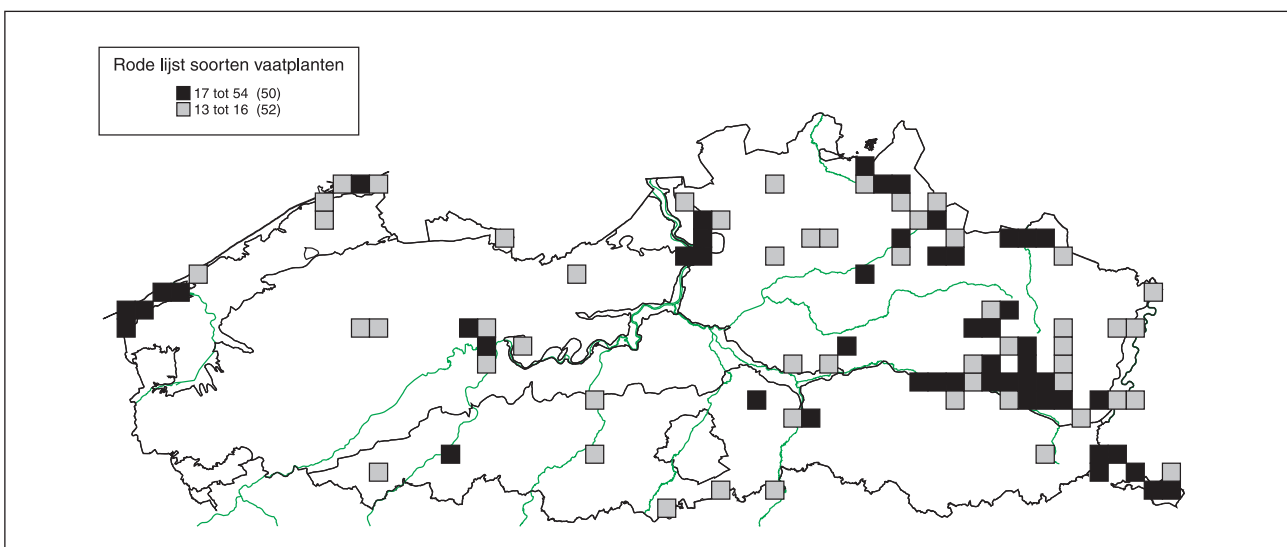 Rode lijst soorten vaatplanten
17 tot 54 (50)
13 tot 16 (52)